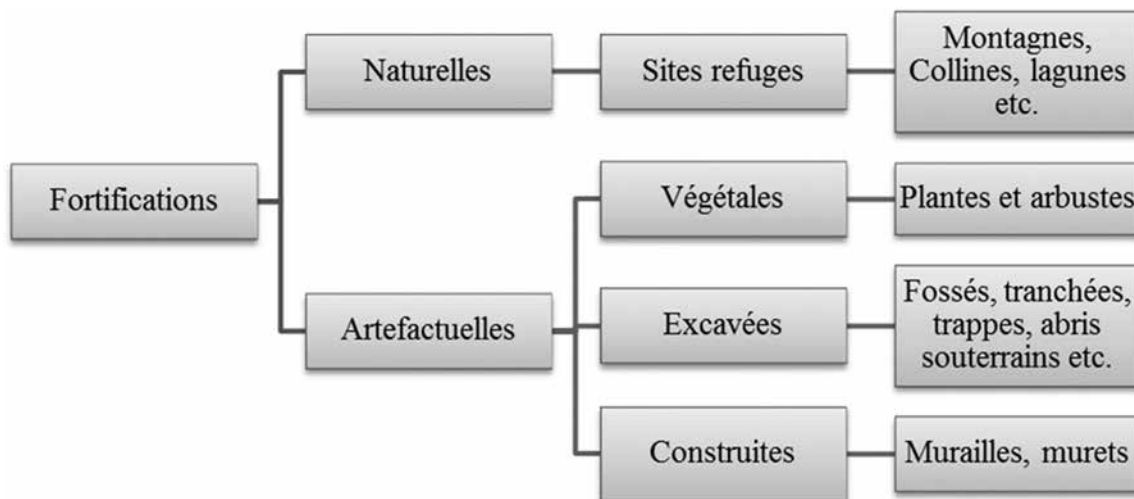 Fortifications
Naturelles
Sites refuges
Montagnes,
Collines, lagunes
etc.
Artefactuelles
Végétales
Plantes et arbustes
Excavées
Fossés, tranchées,
trappes, abris
souterrains etc.
Construites
Murailles, murets